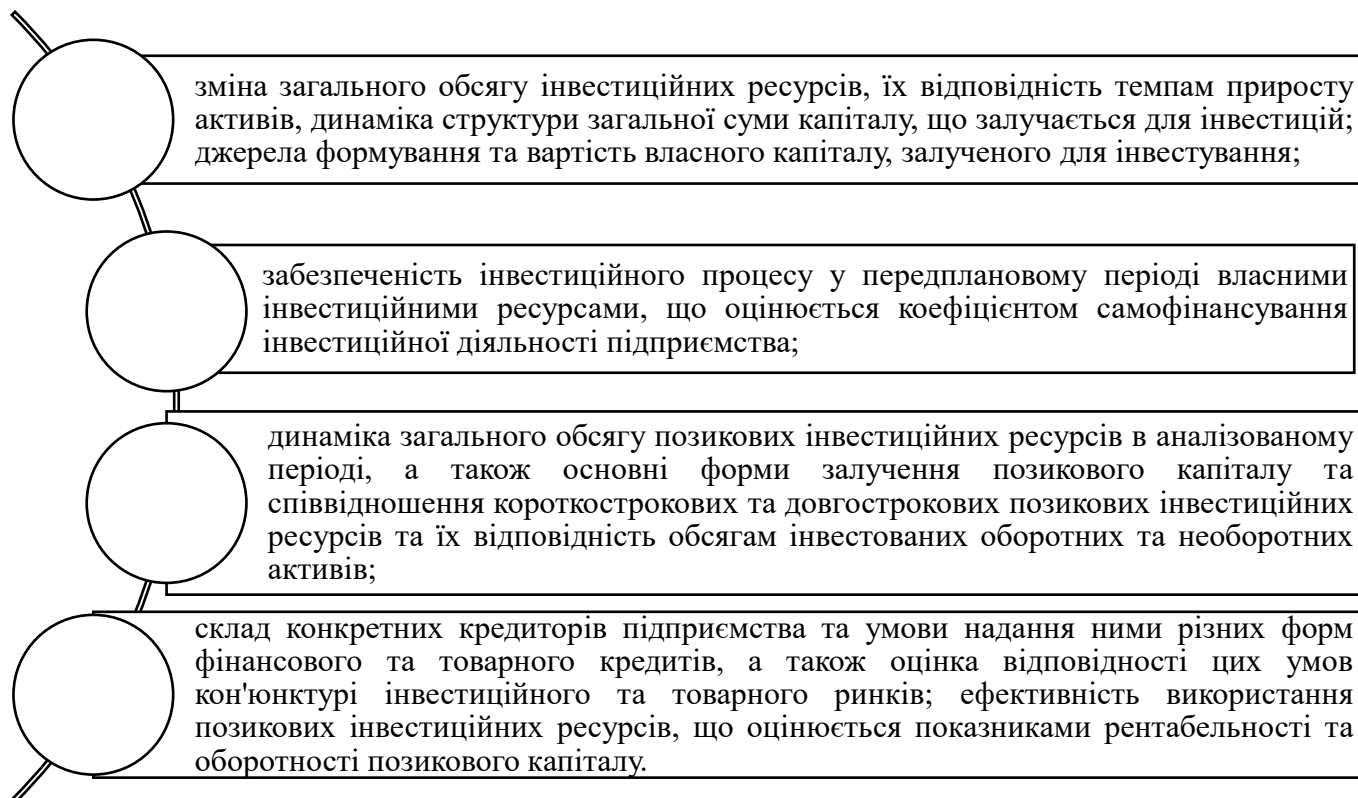 зміна загального обсягу інвестиційних ресурсів, їх відповідність темпам приросту
активів, динаміка структури загальної суми капіталу, що залучається для інвестицій;
джерела формування та вартість власного капіталу, залученого для інвестування;
забезпеченість інвестиційного процесу у передплановому періоді власними
інвестиційними ресурсами, що оцінюється коефіцієнтом самофінансування
інвестиційної діяльності підприємства;
динаміка загального обсягу позикових інвестиційних ресурсів в аналізованому
періоді, а також основні форми залучення позикового капіталу та
співвідношення короткострокових та довгострокових позикових інвестиційних
ресурсів та їх відповідність обсягам інвестованих оборотних та необоротних
активів;
склад конкретних кредиторів підприємства та умови надання ними різних форм
фінансового та товарного кредитів, а також оцінка відповідності цих умов
кон'юнктурі інвестиційного та товарного ринків; ефективність використання
позикових інвестиційних ресурсів, що оцінюється показниками рентабельності та
оборотності позикового капіталу.